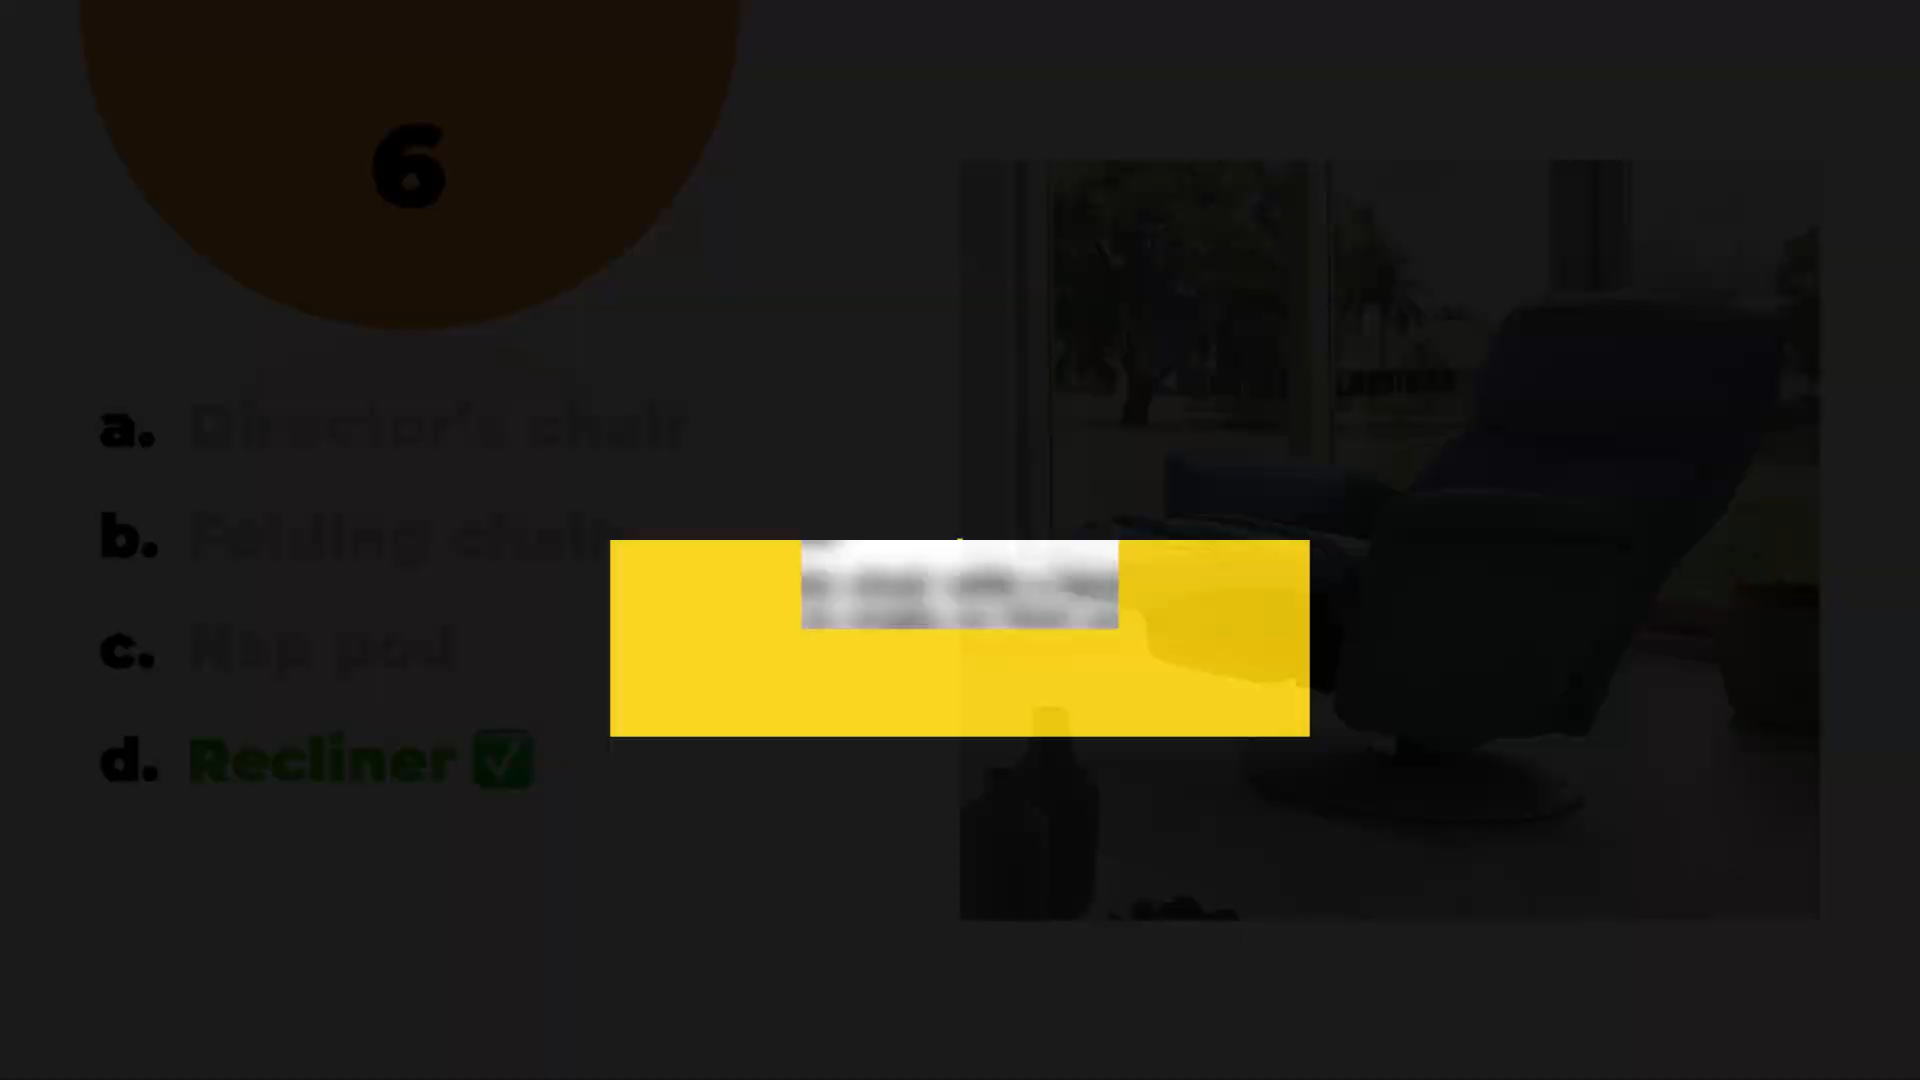 6
a. Director's chair
b. Folding chair
c. Nap pod
d. Recliner ✅